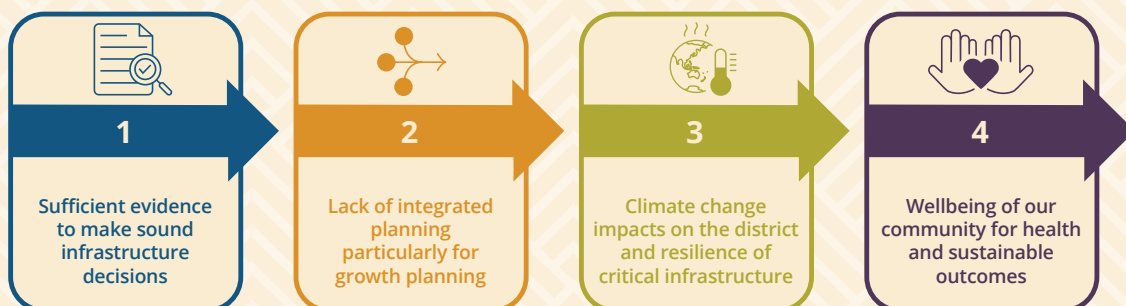 1
Sufficient evidence
to make sound
infrastructure
decisions
2
Lack of integrated
planning
particularly for
growth planning
3
Climate change
impacts on the district
and resilience of
critical infrastructure
4
Wellbeing of our
community for health
and sustainable
outcomes